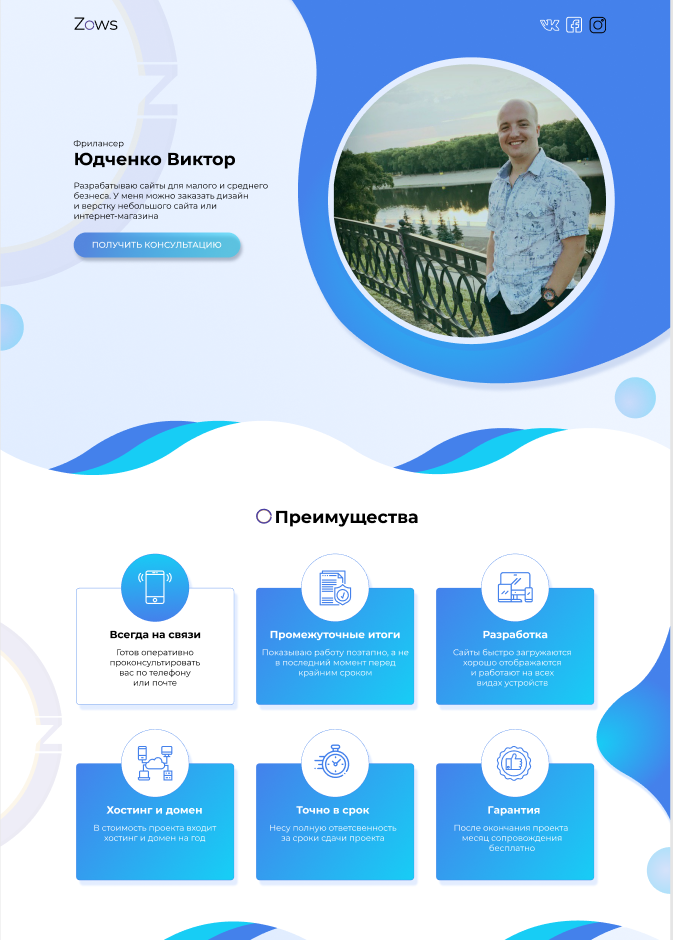 Zows
Фрилансер
Юдченко Виктор
Разрабатываю сайты для малого и среднего
бизнеса. У меня можно заказать дизайн
и верстку небольшого сайта или
интернет-магазина
ПОЛУЧИТЬ КОНСУЛЬТАЦИЮ
Преимущества
Всегда на связи
Готов оперативно
проконсультировать
вас по телефону
или почте
Промежуточные итоги
Показываю работу поэтапно, а не
в последний момент перед
крайним сроком
Разработка
Сайты быстро загружаются
хорошо отображаются
и работают на всех
видах устройств
Хостинг и домен
В стоимость проекта входит
хостинг и домен на год
Точно в срок
Несу полную ответсвенность
за сроки сдачи проекта
Гарантия
После окончания проекта
месяц сопровождения
бесплатно